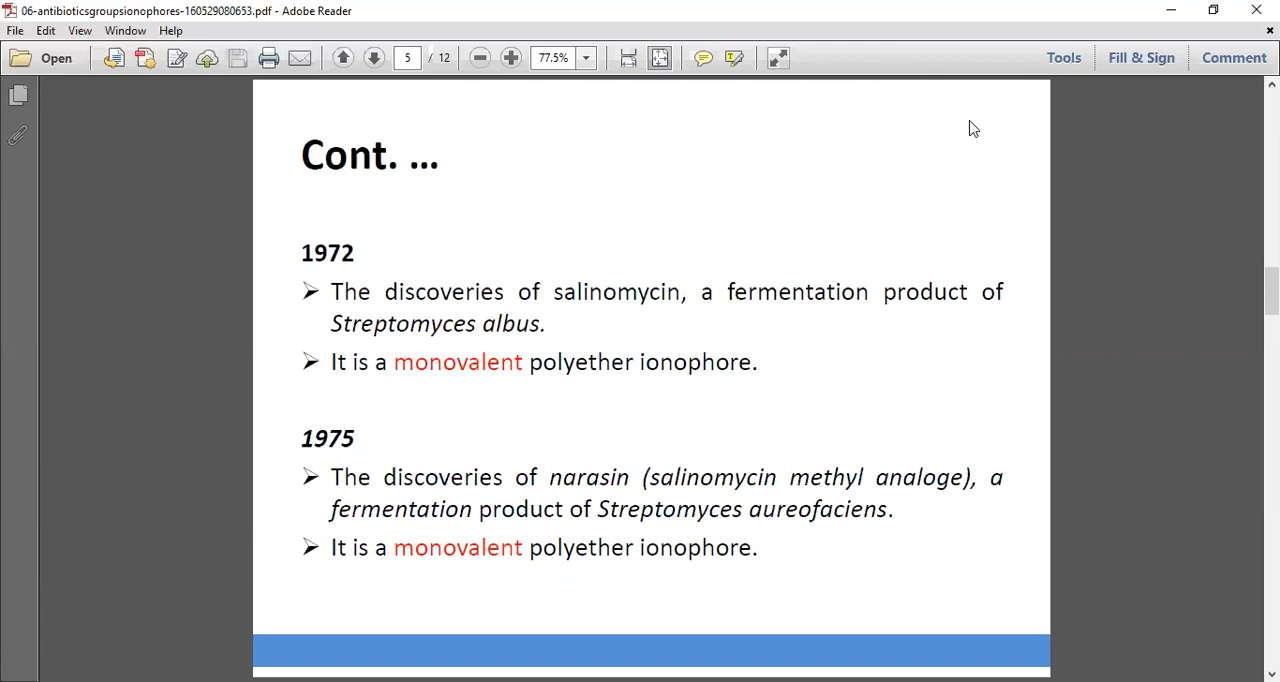 06-antibioticsgroupsionophores-160529080653.pdf - Adobe Reader
File Edit View Window Help
Open 5 / 12 77.5% Tools Fill & Sign Comment
Cont. ...
1972
➢ The discoveries of salinomycin, a fermentation product of
Streptomyces albus.
➢ It is a monovalent polyether ionophore.
1975
➢ The discoveries of narasin (salinomycin methyl analoge), a
fermentation product of Streptomyces aureofaciens.
➢ It is a monovalent polyether ionophore.